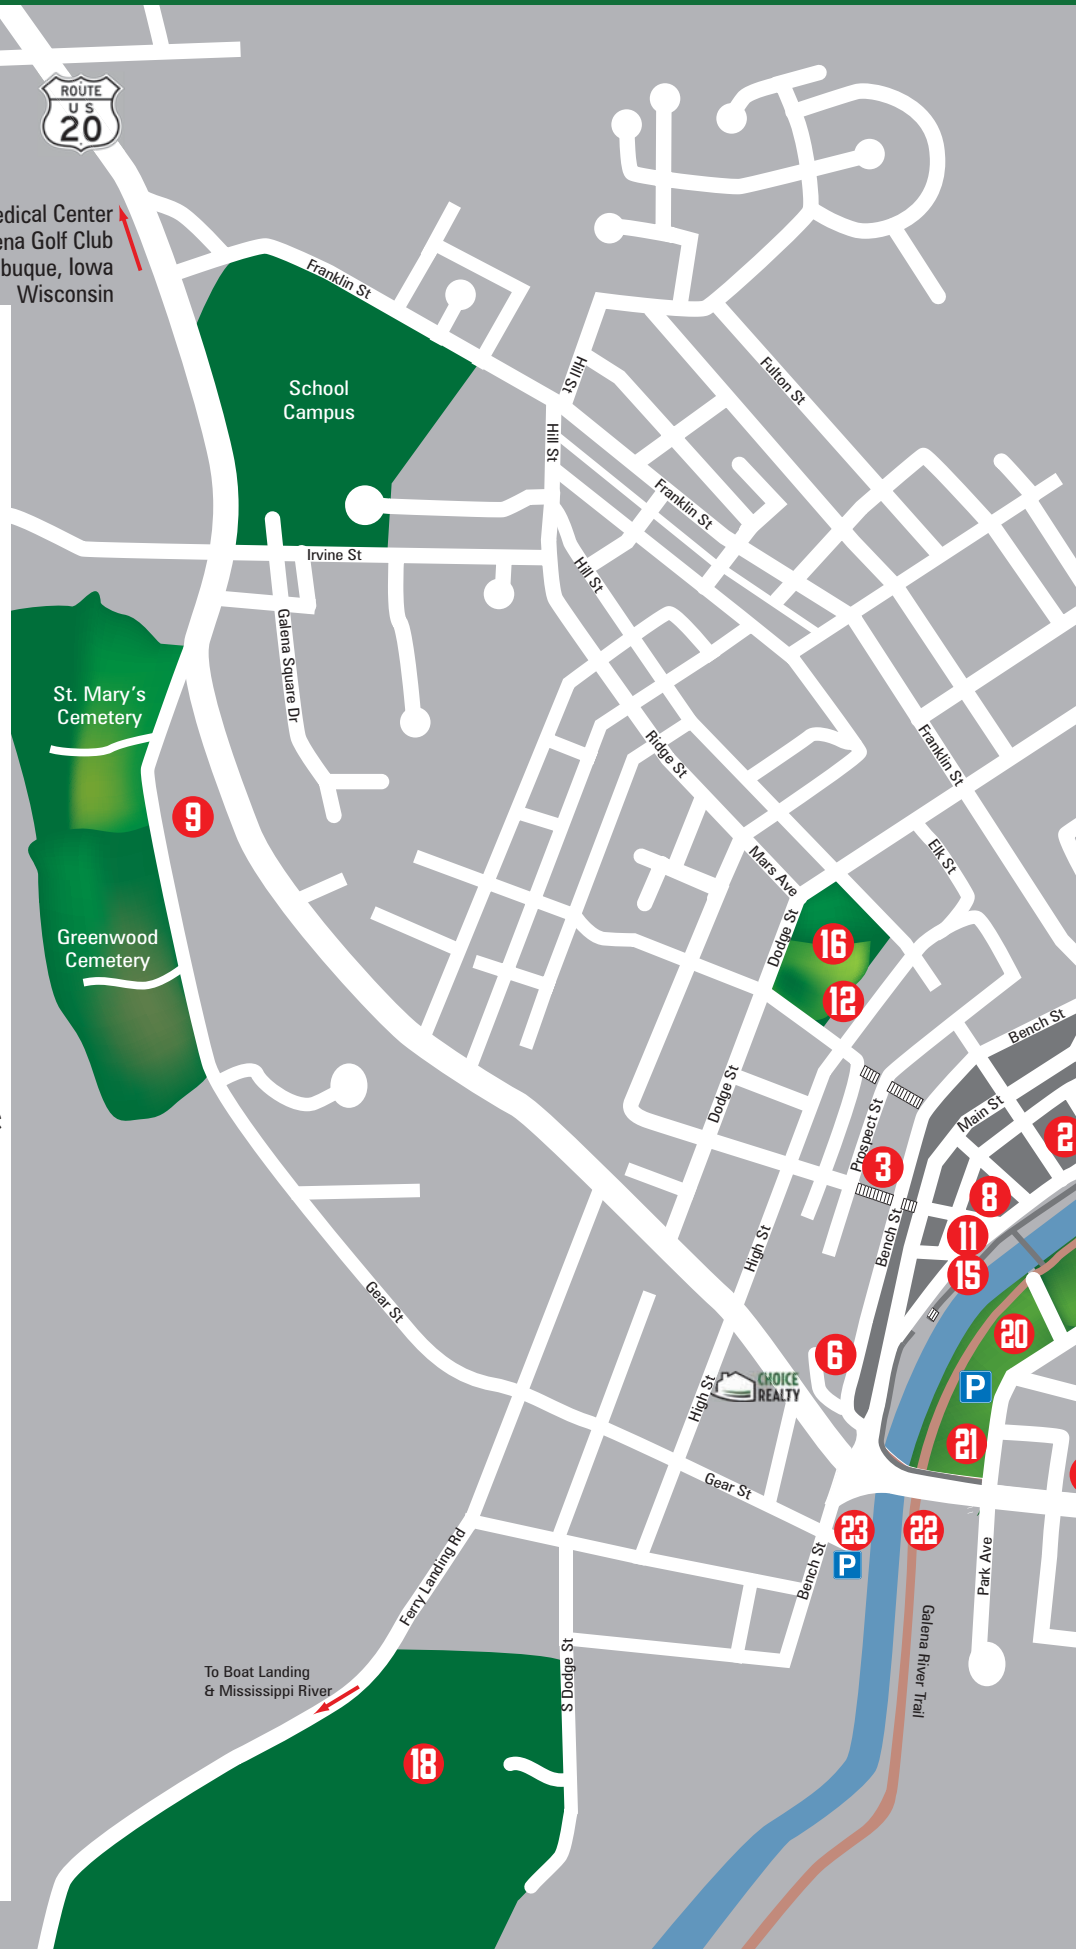 ROUTE
US
20
edical Center
ena Golf Club
buque, Iowa
Wisconsin
Franklin St
School
Campus
Hill St
Fulton St
Hill St
Franklin St
Irvine St
Hill St
Galena Square Dr
St. Mary's
Cemetery
Ridge St
Franklin St
9
Mars Ave
Elk St
Dodge St
16
Greenwood
Cemetery
12
Bench St
Dodge St
Main St
Prospect St
2
3
8
High St
Bench St
11
15
Gear St
20
6
CHOICE
REALTY
High St
P
21
Gear St
23
22
P
Bench St
Park Ave
Ferry Landing Rd
Galena River Trail
To Boat Landing
& Mississippi River
S Dodge St
18